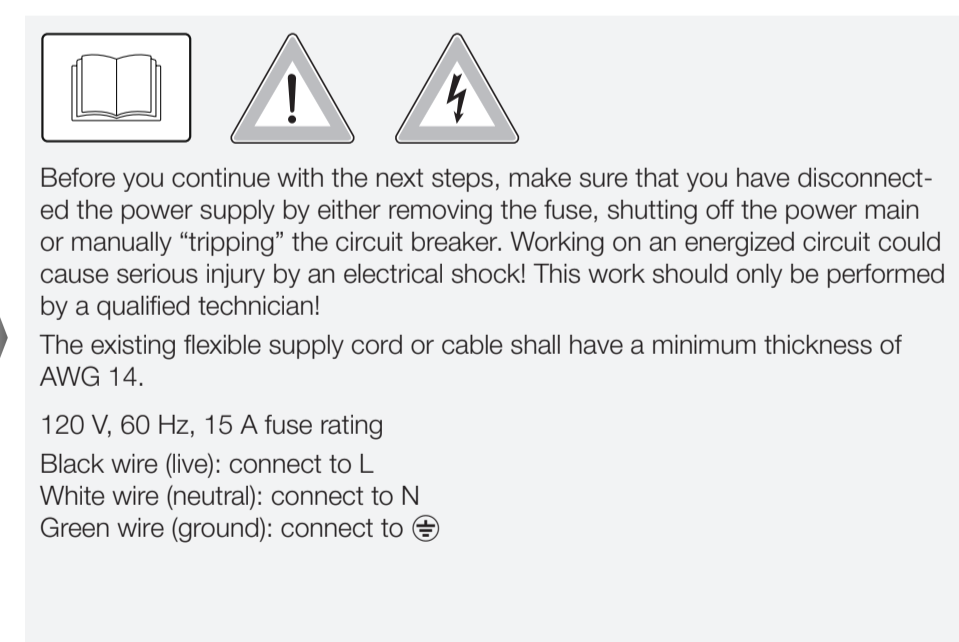 Before you continue with the next steps, make sure that you have disconnect-
ed the power supply by either removing the fuse, shutting off the power main
or manually “tripping” the circuit breaker. Working on an energized circuit could
cause serious injury by an electrical shock! This work should only be performed
by a qualified technician!
The existing flexible supply cord or cable shall have a minimum thickness of
AWG 14.
120 V, 60 Hz, 15 A fuse rating
Black wire (live): connect to L
White wire (neutral): connect to N
Green wire (ground): connect to ⏚